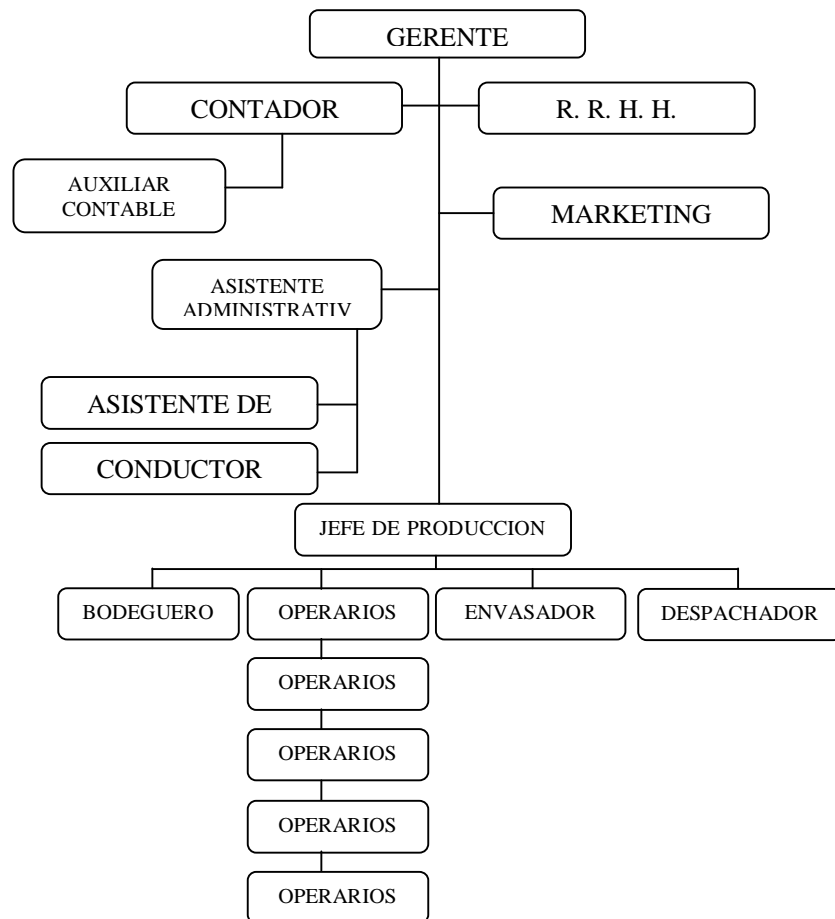 GERENTE
CONTADOR
R. R. H. H.
AUXILIAR
CONTABLE
MARKETING
ASISTENTE
ADMINISTRATIV
ASISTENTE DE
CONDUCTOR
JEFE DE PRODUCCION
BODEGUERO
OPERARIOS
ENVASADOR
DESPACHADOR
OPERARIOS
OPERARIOS
OPERARIOS
OPERARIOS